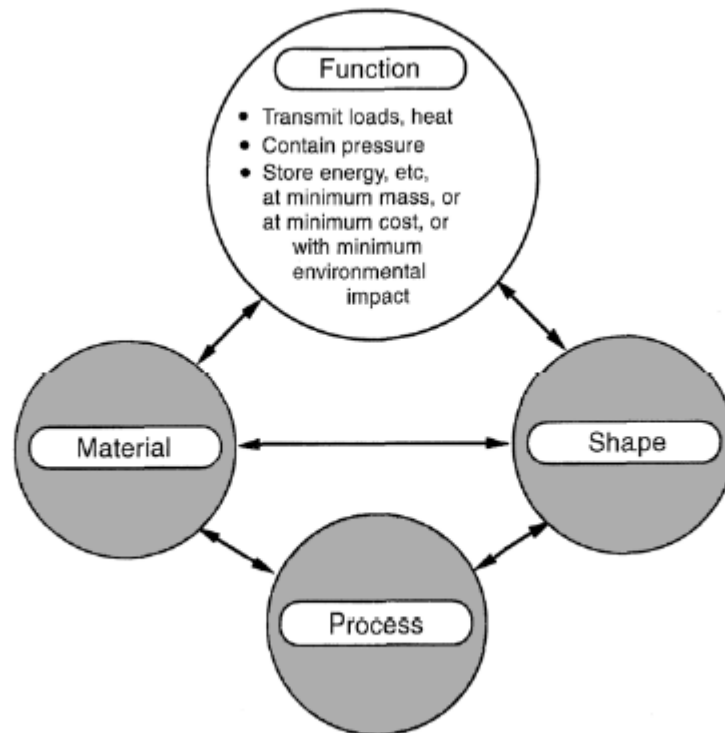 Function
• Transmit loads, heat
• Contain pressure
• Store energy, etc,
at minimum mass, or
at minimum cost, or
with minimum
environmental
impact
Material
Shape
Process